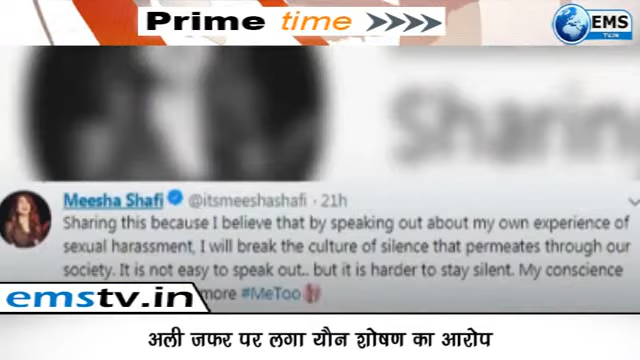 Prime time >>>>
EMS
TV.IN
Sharing
Meesha Shafi @itsmeeshashafi · 21h
Sharing this because I believe that by speaking out about my own experience of
sexual harassment, I will break the culture of silence that permeates through our
society. It is not easy to speak out.. but it is harder to stay silent. My conscience
more #MeToo
emstv.in
अली जफर पर लगा यौन शोषण का आरोप